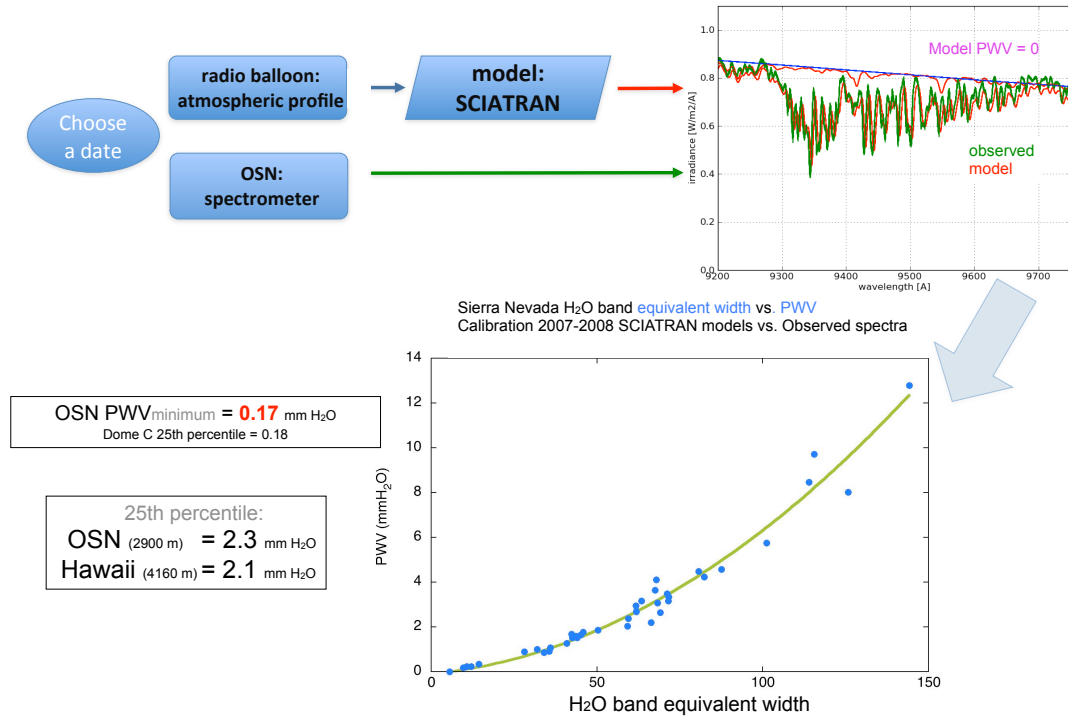 Choose
a date
radio balloon:
atmospheric profile
model:
SCIATRAN
OSN:
spectrometer
Model PWV = 0
observed
model
irradiance [W/m2/A]
1.0
0.8
0.6
0.4
0.2
0.0
9200 9300 9400 9500 9600 9700
wavelength [A]
Sierra Nevada H₂O band equivalent width vs. PWV
Calibration 2007-2008 SCIATRAN models vs. Observed spectra
OSN PWVminimum = 0.17 mm H₂O
Dome C 25th percentile = 0.18
25th percentile:
OSN (2900 m) = 2.3 mm H₂O
Hawaii (4160 m) = 2.1 mm H₂O
PWV (mmH₂O)
14
12
10
8
6
4
2
0
0 50 100 150
H₂O band equivalent width